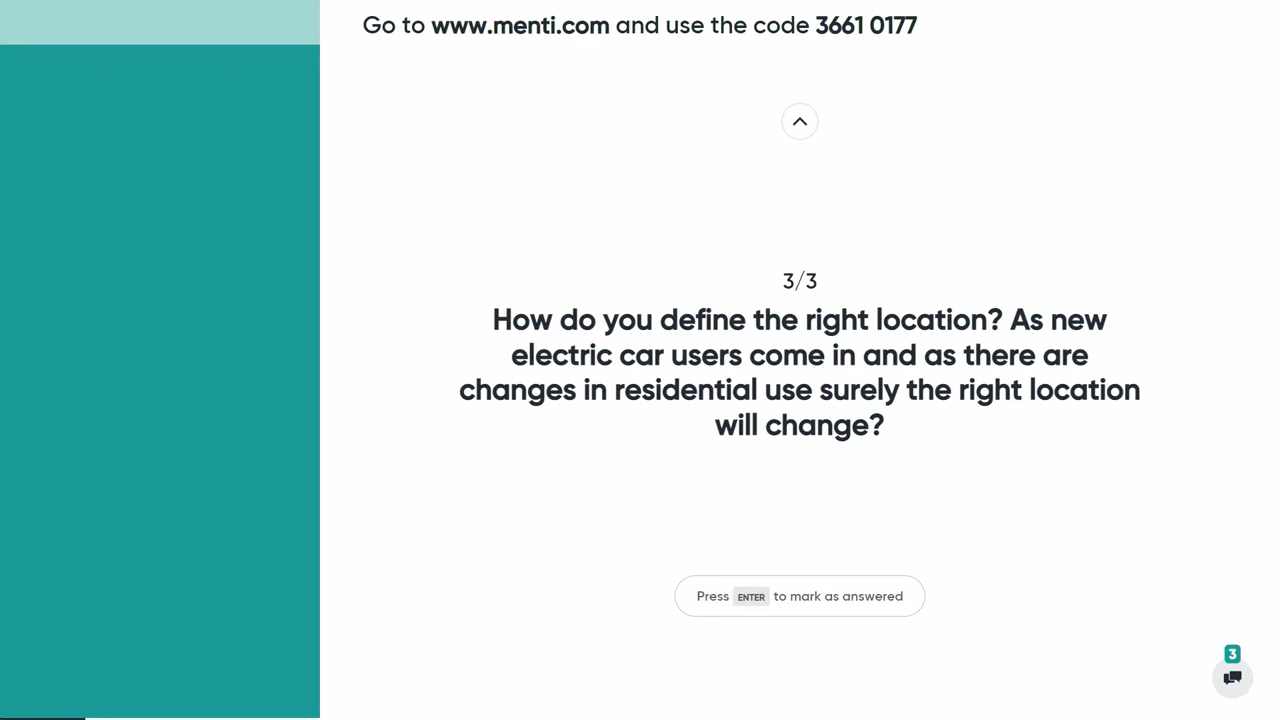 Go to www.menti.com and use the code 3661 0177
3/3
How do you define the right location? As new
electric car users come in and as there are
changes in residential use surely the right location
will change?
Press ENTER to mark as answered
3